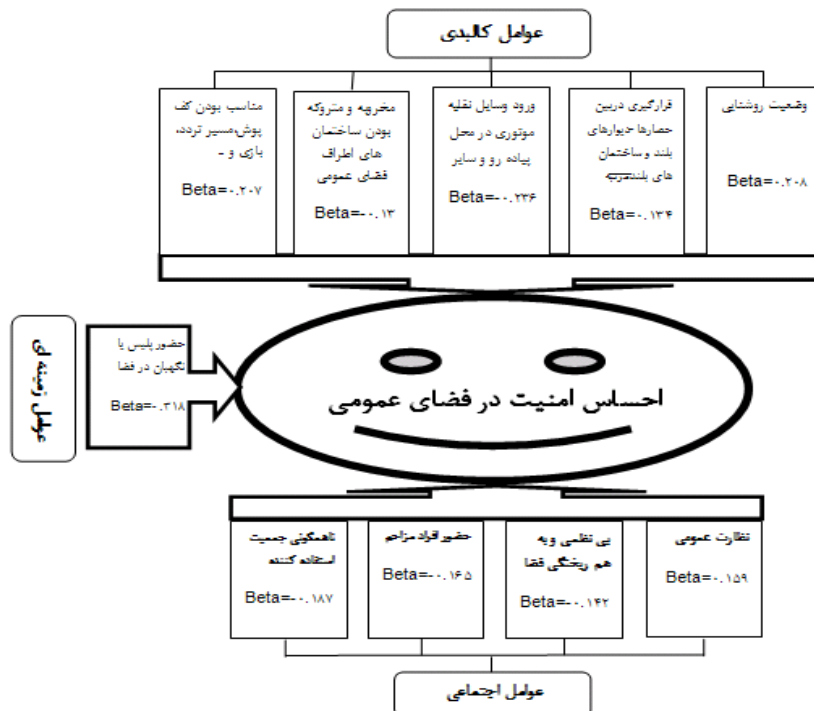 عوامل کالبدی
وضعیت روشنایی
Beta=۰.۲۰۸
قرارگیری دربین
حصارها -دیوارهای
بلند و ساختمان
های بلندمرتبه
Beta=۰.۱۳۴
ورود وسایل نقلیه
موتوری در محل
پیاده رو و سایر
Beta=-۰.۲۳۶
مخروبه و متروکه
بودن ساختمان
های اطراف
فضای عمومی
Beta=-۰.۱۳
مناسب بودن کف
پوش،مسیر تردد،
بازی و -
Beta=۰.۲۰۷
عوامل زمینه ای
حضور پلیس یا
نگهبان در فضا
Beta=-.۳۱۸
احساس امنیت در فضای عمومی
نظارت عمومی
Beta=۰.۱۵۹
بی نظمی و به
هم ریختگی فضا
Beta=-۰.۱۴۲
حضور افراد مزاحم
Beta=-۰.۱۶۵
ناهمگونی جمعیت
استفاده کننده
Beta=-۰.۱۸۷
عوامل اجتماعی